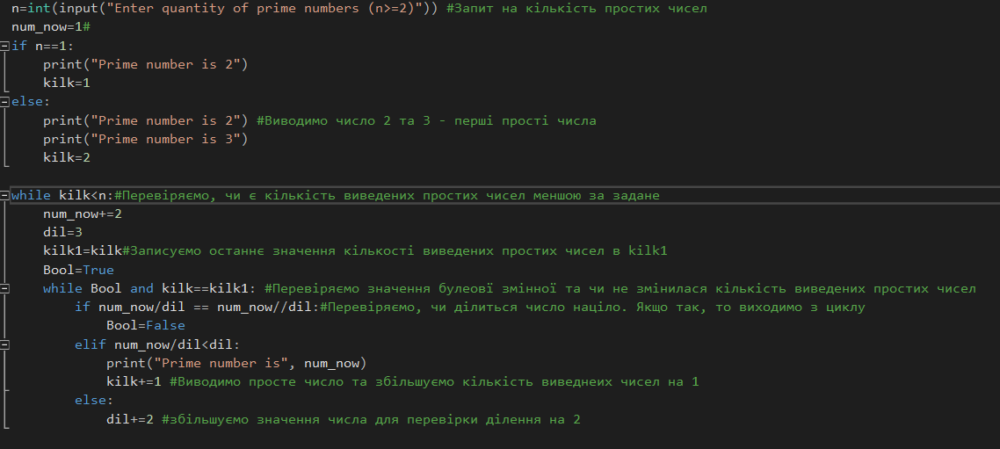 n=int(input("Enter quantity of prime numbers (n>=2)")) #Запит на кількість простих чисел
num_now=1#
if n==1:
    print("Prime number is 2")
    kilk=1
else:
    print("Prime number is 2") #Виводимо число 2 та 3 - перші прості числа
    print("Prime number is 3")
    kilk=2

while kilk<n:#Перевіряємо, чи є кількість виведених простих чисел меншою за задане
    num_now+=2
    dil=3
    kilk1=kilk#Записуємо останнє значення кількості виведених простих чисел в kilk1
    Bool=True
    while Bool and kilk==kilk1: #Перевіряємо значення булеової змінної та чи не змінилася кількість виведених простих чисел
        if num_now/dil == num_now//dil:#Перевіряємо, чи ділиться число націло. Якщо так, то виходимо з циклу
            Bool=False
        elif num_now/dil<dil:
            print("Prime number is", num_now)
            kilk+=1 #Виводимо просте число та збільшуємо кількість виведнеих чисел на 1
        else:
            dil+=2 #збільшуємо значення числа для перевірки ділення на 2